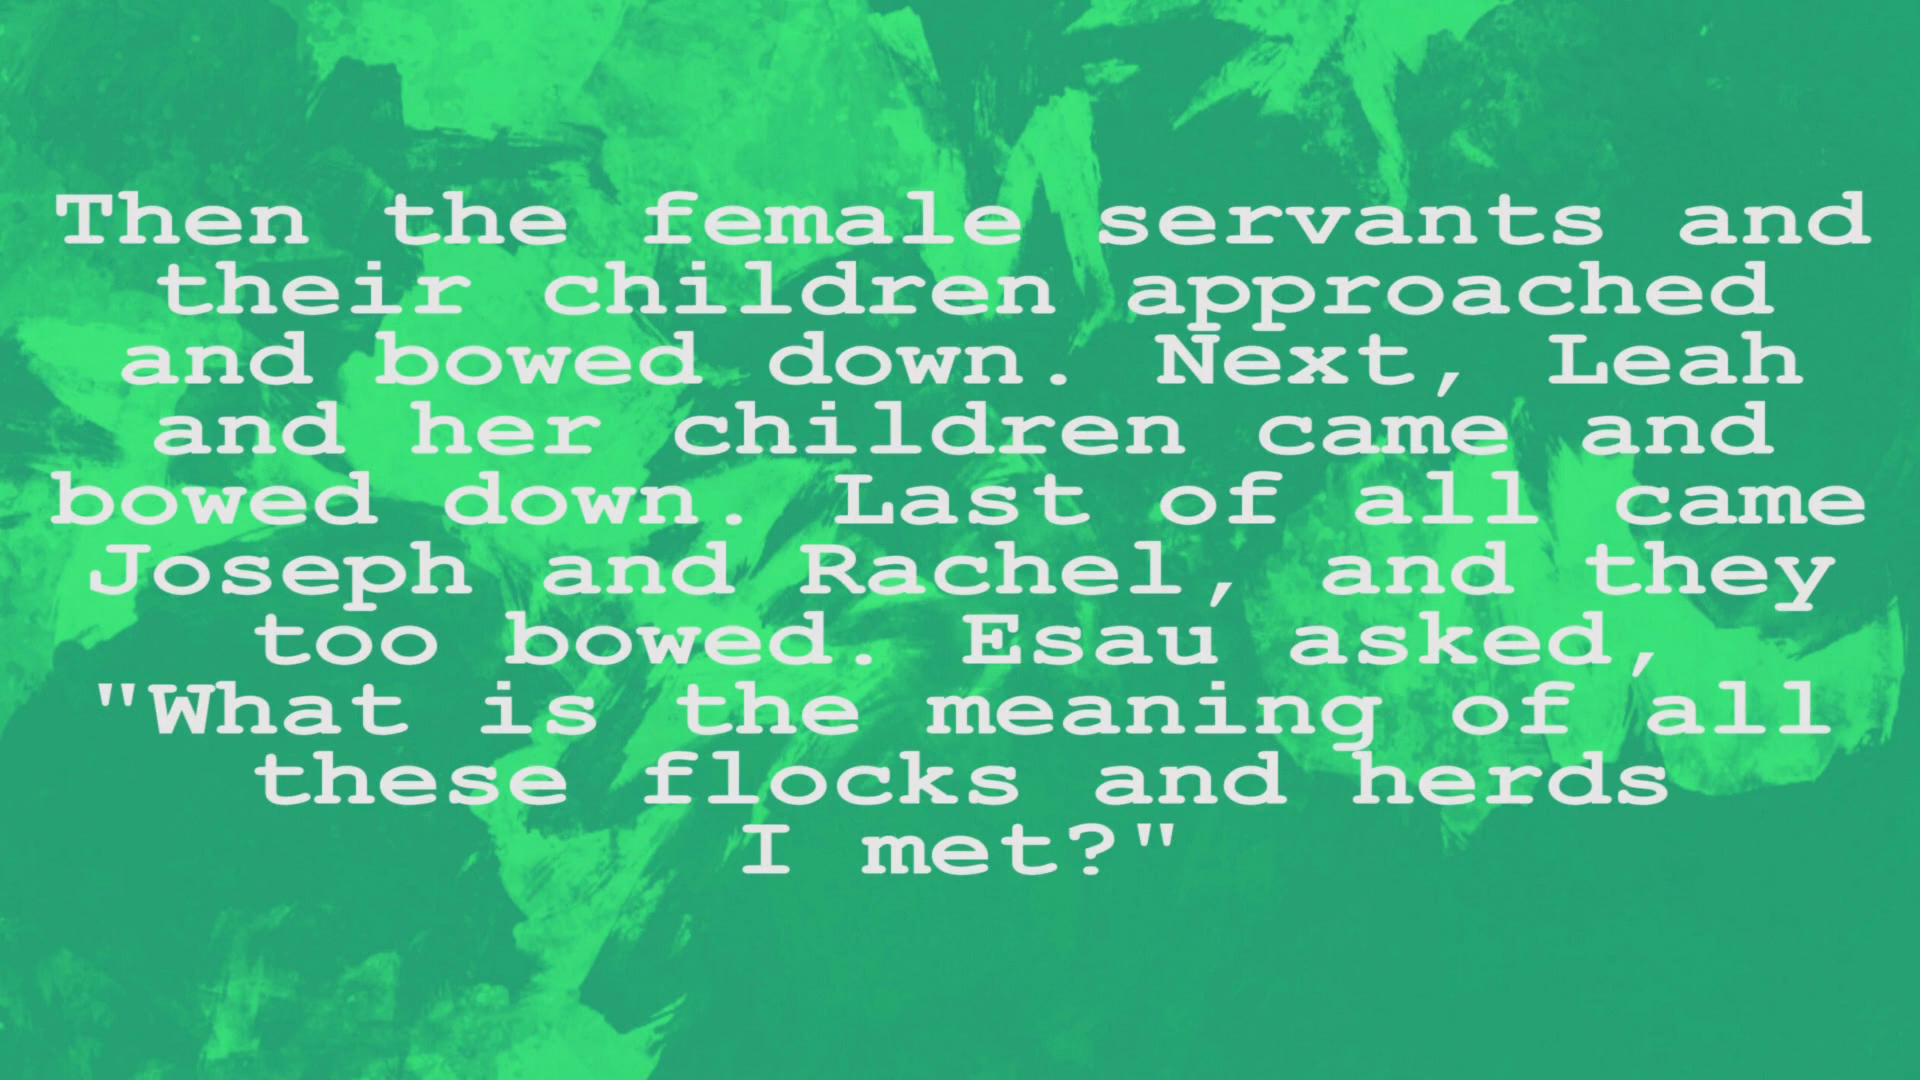 Then the female servants and
their children approached
and bowed down. Next, Leah
and her children came and
bowed down. Last of all came
Joseph and Rachel, and they
too bowed. Esau asked,
"What is the meaning of all
these flocks and herds
I met?"